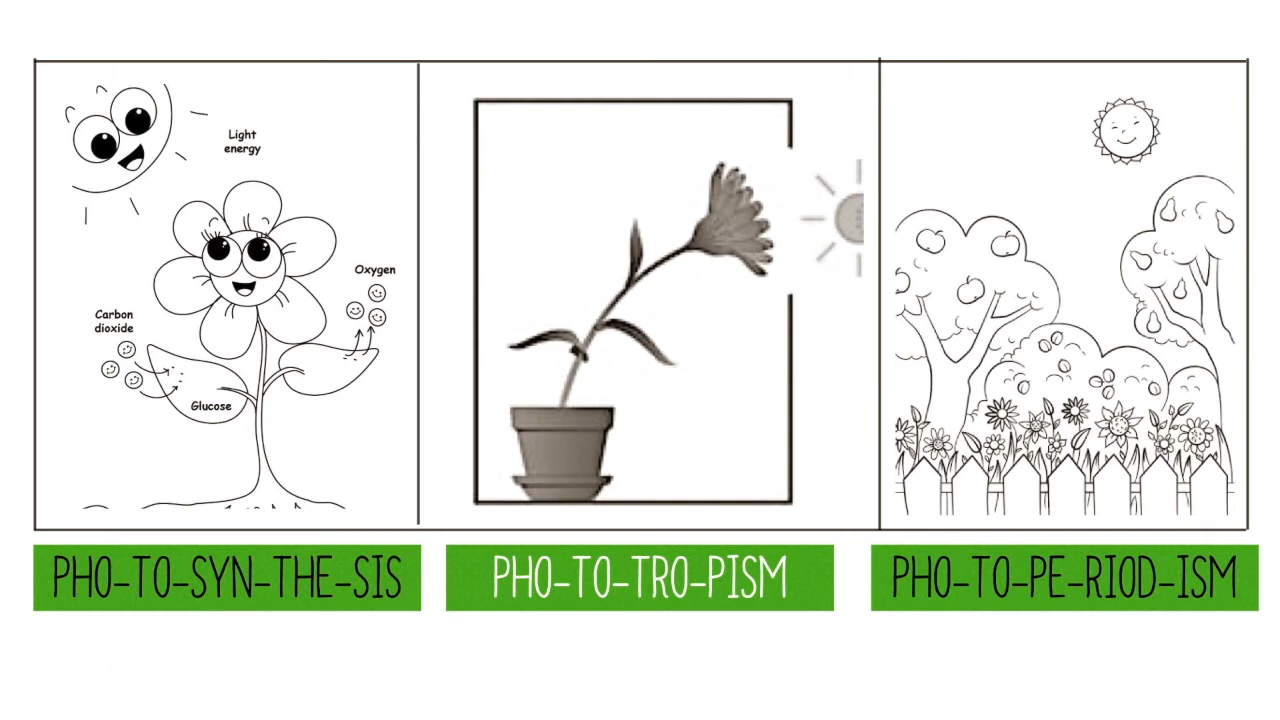 Light
energy
Oxygen
Carbon
dioxide
Glucose
PHO-TO-SYN-THE-SIS
PHO-TO-TRO-PISM
PHO-TO-PE-RIOD-ISM